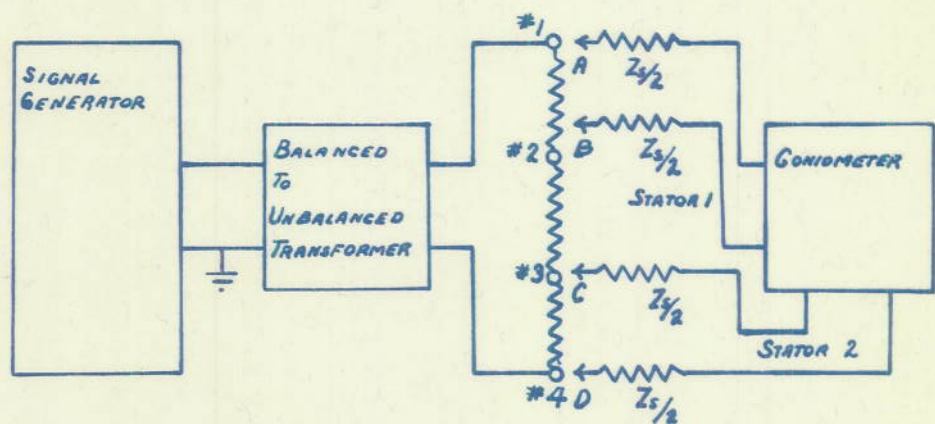 SIGNAL
GENERATOR
BALANCED
TO
UNBALANCED
TRANSFORMER
#1
#2
#3
#4
A
B
C
D
Zs/2
Zs/2
Zs/2
Zs/2
STATOR 1
STATOR 2
GONIOMETER